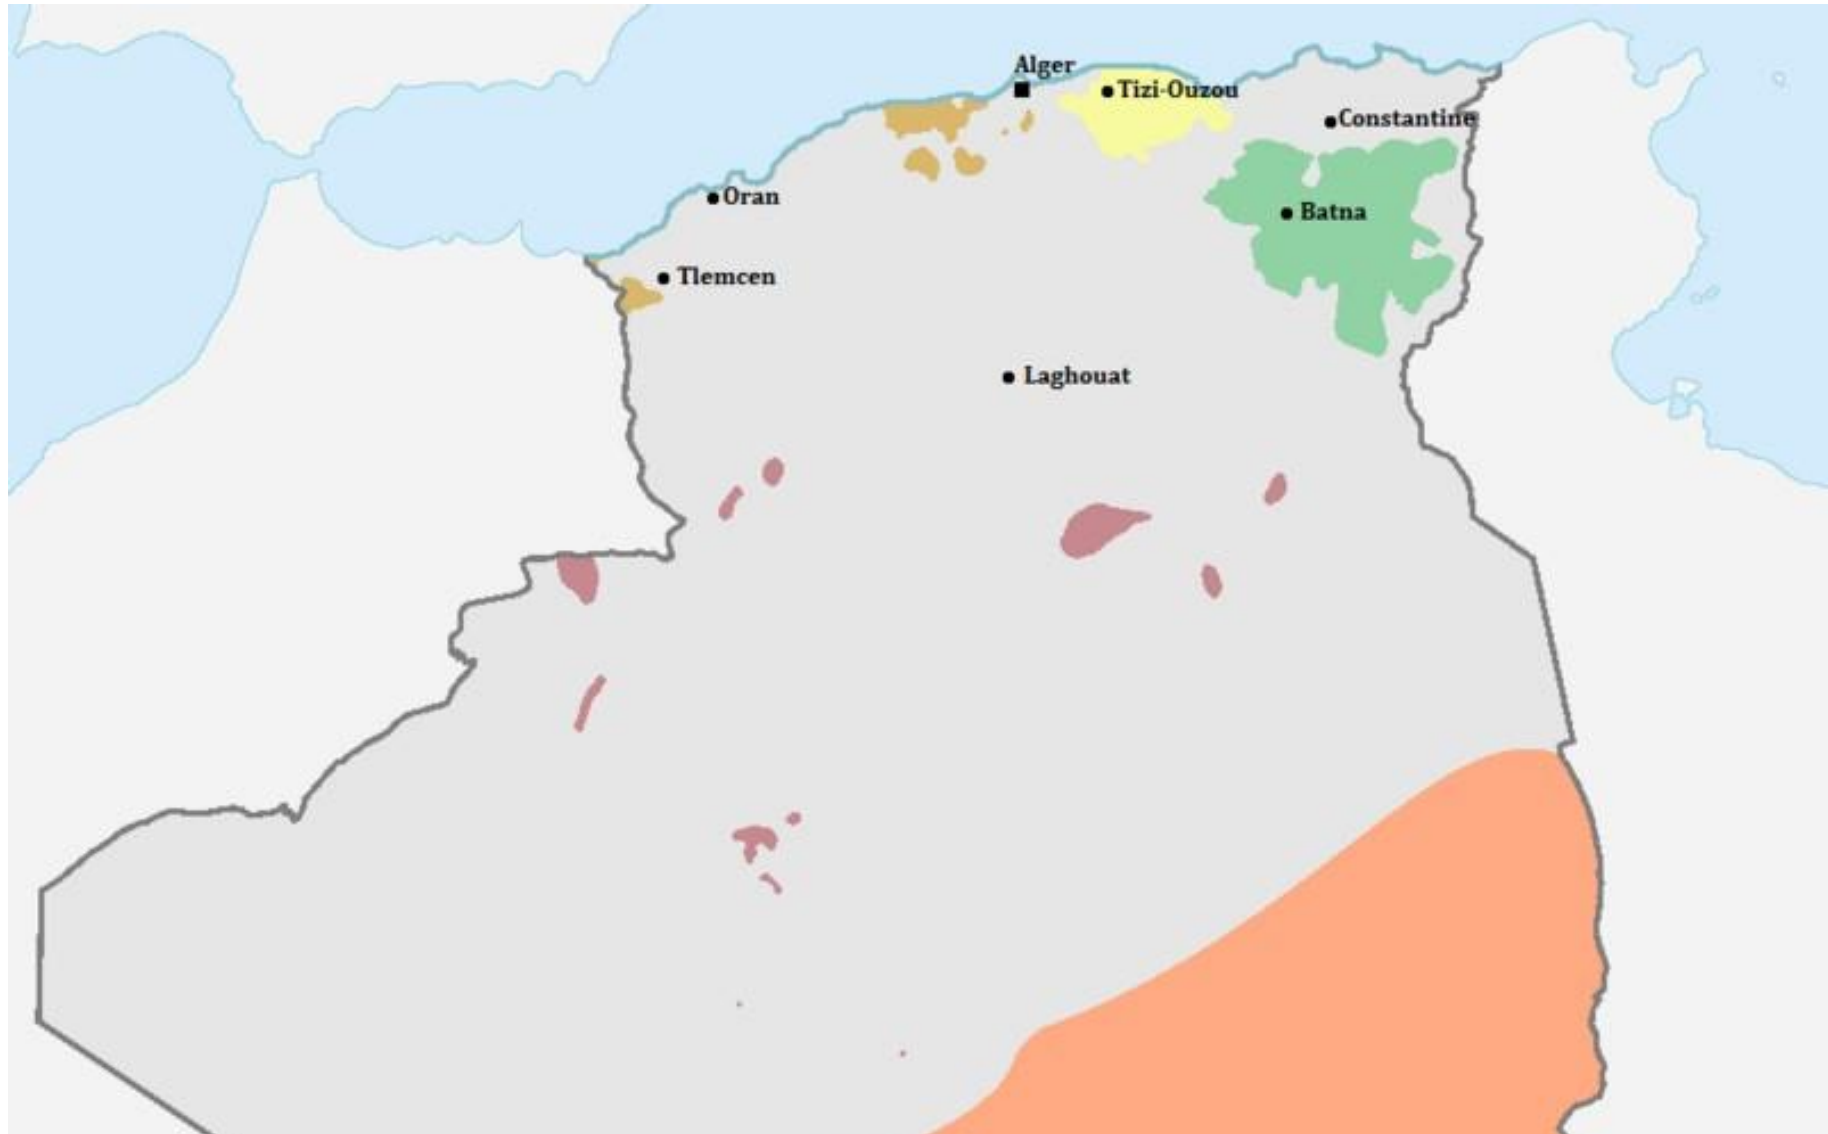 Alger
Tizi-Ouzou
Constantine
Oran
Batna
Tlemcen
Laghouat